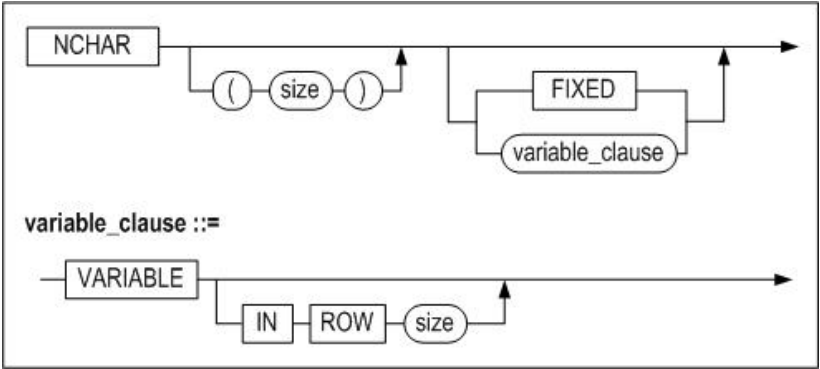 NCHAR
( size ) FIXED
variable_clause
variable_clause ::=
VARIABLE
IN ROW size